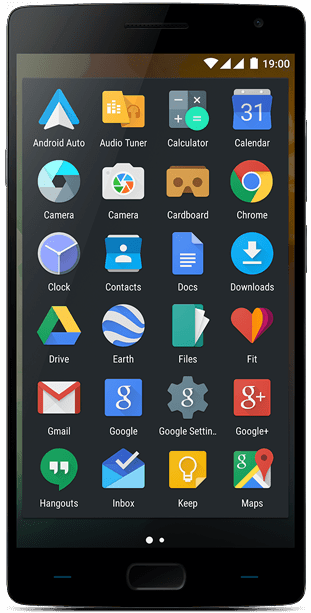 19:00
Android Auto
Audio Tuner
Calculator
31
Calendar
Camera
Camera
Cardboard
Chrome
Clock
Contacts
Docs
Downloads
Drive
Earth
Files
Fit
Gmail
g
Google
g
Google Settin..
g+
Google+
Hangouts
Inbox
Keep
g
Maps